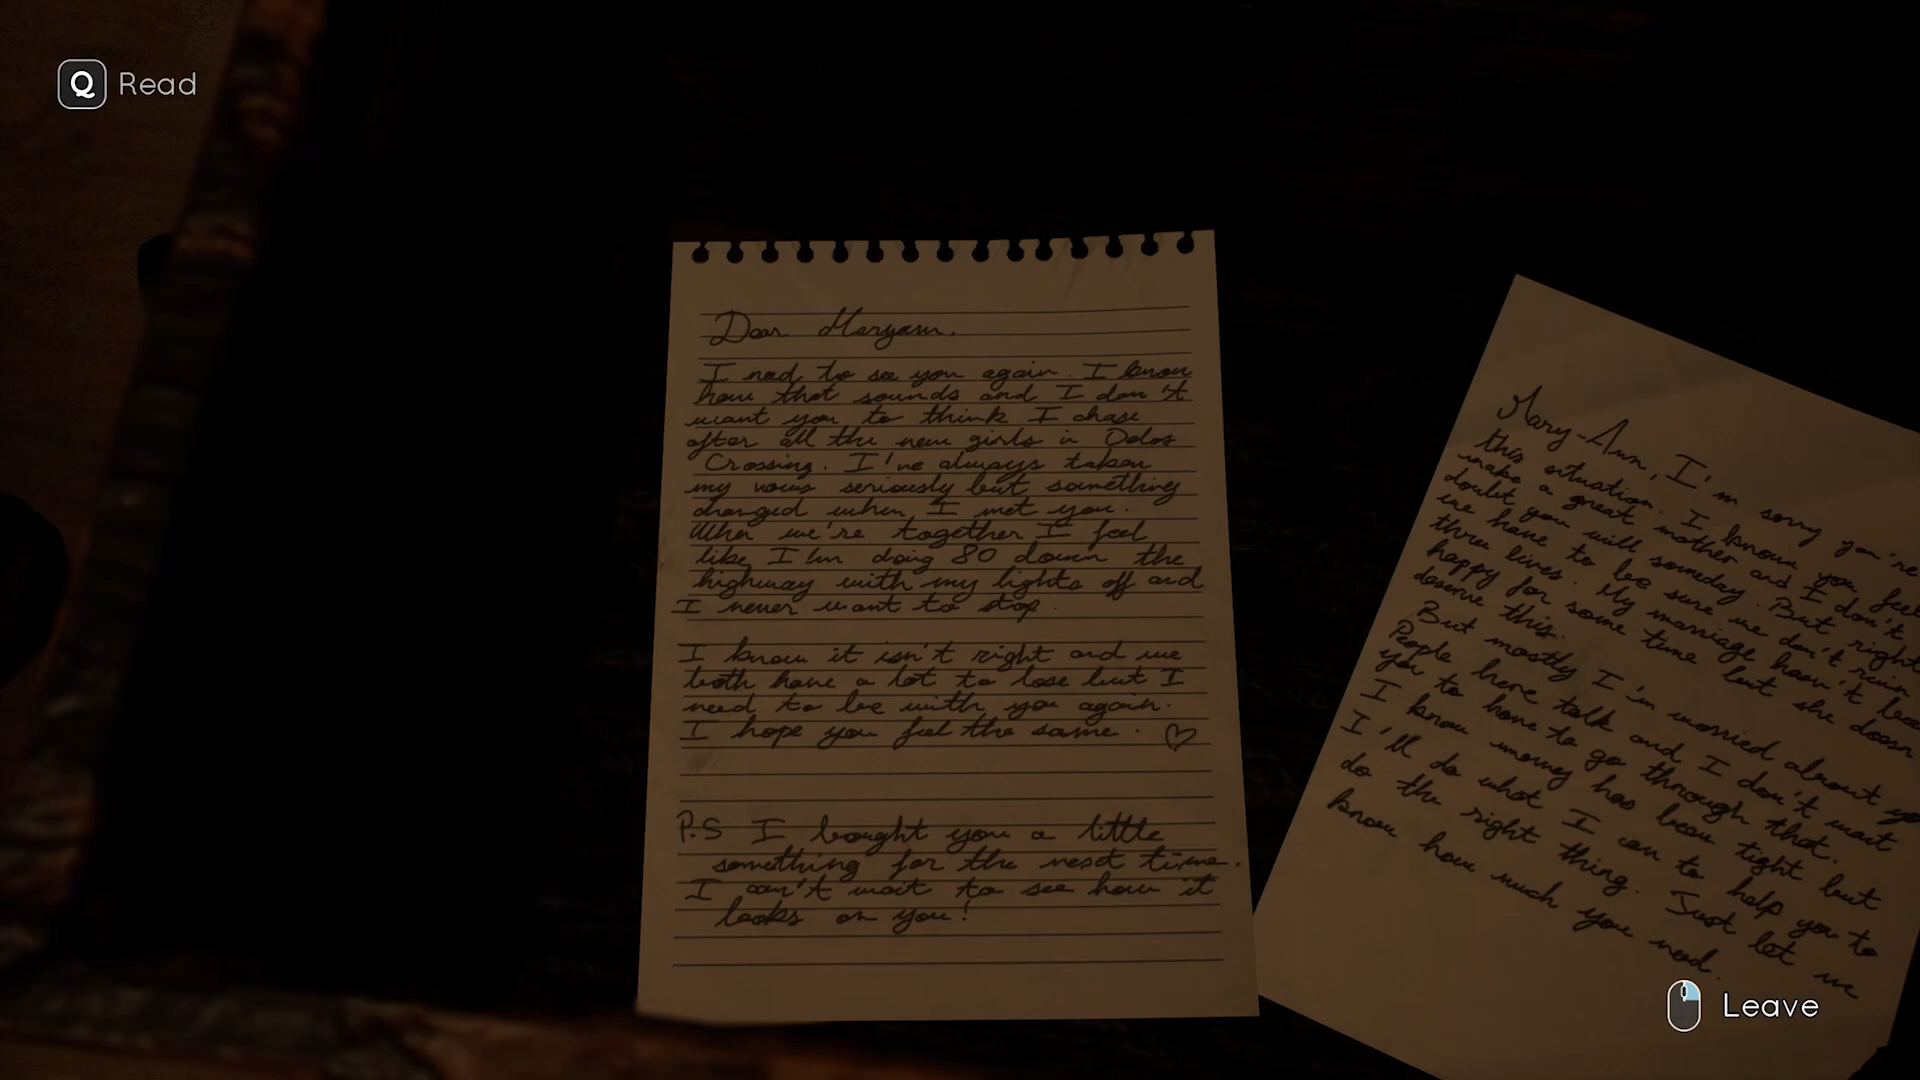 Q Read
Dear Maryann,
I need to see you again. I know
how that sounds and I don't
want you to think I chase
after all the new girls in Delos
Crossing. I've always taken
my vows seriously but something
changed when I met you.
When we're together I feel
like I'm doing 80 down the
highway with my lights off and
I never want to stop.
I know it isn't right and we
both have a lot to lose but I
need to be with you again.
I hope you feel the same. ♡
P.S I bought you a little
something for the next time.
I can't wait to see how it
looks on you!
Mary-Ann, I'm sorry you're
this situation. I know you feel
make a great mother and I don't
doubt you will someday. But right
we have to be sure we don't ruin
three lives. My marriage hasn't
happy for some time but she doesn
deserve this.
But mostly I'm worried about
People here talk and I don't want
you to have to go through that.
I know money has been tight but
I'll do what I can to help you to
do the right thing. Just let me
know how much you need.
Leave